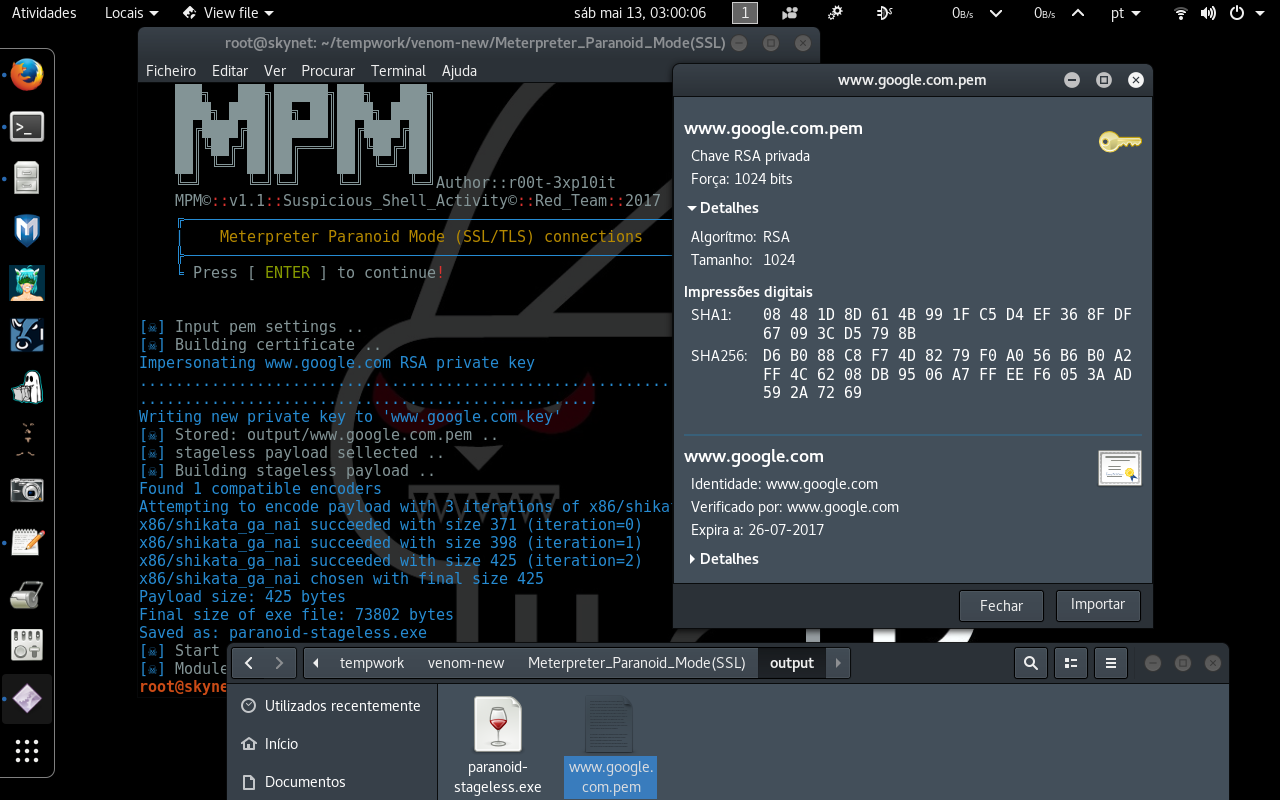 Atividades
Locais
View file
sáb mai 13, 03:00:06
1
0B/s
0B/s
pt
root@skynet: ~/tempwork/venom-new/Meterpreter_Paranoid_Mode(SSL)
Ficheiro Editar Ver Procurar Terminal Ajuda
MPM
Author::r00t-3xp10it
MPM©::v1.1::Suspicious_Shell_Activity©::Red_Team::2017
Meterpreter Paranoid Mode (SSL/TLS) connections
Press [ ENTER ] to continue!
[☠] Input pem settings ..
[☠] Building certificate ..
Impersonating www.google.com RSA private key
...........................................................
...................................................
Writing new private key to 'www.google.com.key'
[☠] Stored: output/www.google.com.pem ..
[☠] stageless payload sellected ..
[☠] Building stageless payload ..
Found 1 compatible encoders
Attempting to encode payload with 3 iterations of x86/shika
x86/shikata_ga_nai succeeded with size 371 (iteration=0)
x86/shikata_ga_nai succeeded with size 398 (iteration=1)
x86/shikata_ga_nai succeeded with size 425 (iteration=2)
x86/shikata_ga_nai chosen with final size 425
Payload size: 425 bytes
Final size of exe file: 73802 bytes
Saved as: paranoid-stageless.exe
[☠] Start
[☠] Module
root@skyne
www.google.com.pem
www.google.com.pem
Chave RSA privada
Força: 1024 bits
Detalhes
Algorítmo: RSA
Tamanho: 1024
Impressões digitais
SHA1: 08 48 1D 8D 61 4B 99 1F C5 D4 EF 36 8F DF
67 09 3C D5 79 8B
SHA256: D6 B0 88 C8 F7 4D 82 79 F0 A0 56 B6 B0 A2
FF 4C 62 08 DB 95 06 A7 FF EE F6 05 3A AD
59 2A 72 69
www.google.com
Identidade: www.google.com
Verificado por: www.google.com
Expira a: 26-07-2017
Detalhes
Fechar
Importar
tempwork
venom-new
Meterpreter_Paranoid_Mode(SSL)
output
Utilizados recentemente
Início
Documentos
paranoid-
stageless.exe
www.google.
com.pem